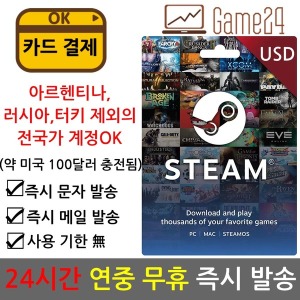 OK
카드 결제
Game24
아르헨티나,
러시아,터키 제외의
전국가 계정OK
(약 미국 100달러 충전됨)
즉시 문자 발송
즉시 메일 발송
사용 기한 無
USD
STEAM®
Download and play
thousands of your favorite games
PC | MAC | STEAMOS
24시간 연중 무휴 즉시 발송